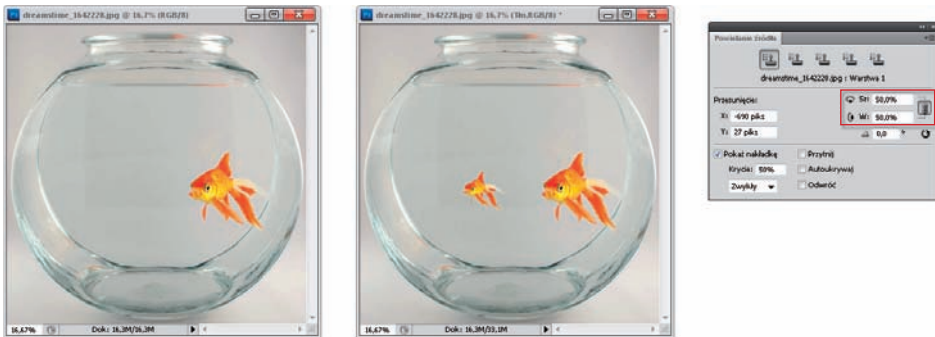 dreamstime_1642228.jpg @ 16,7% (RGB/8)
16,67%
Dok: 16,3M/16,3M
dreamstime_1642228.jpg @ 16,7% (Tło,RGB/8) *
16,67%
Dok: 16,3M/33,1M
Powielanie źródła
dreamstime_1642228.jpg : Warstwa 1
Przesunięcie:
X: -690 piks
Y: 27 piks
Sz: 50,0%
W: 50,0%
0,0 °
Pokaż nakładkę
Krycie: 50%
Zwykły
Przytnij
Autoukrywaj
Odwróć